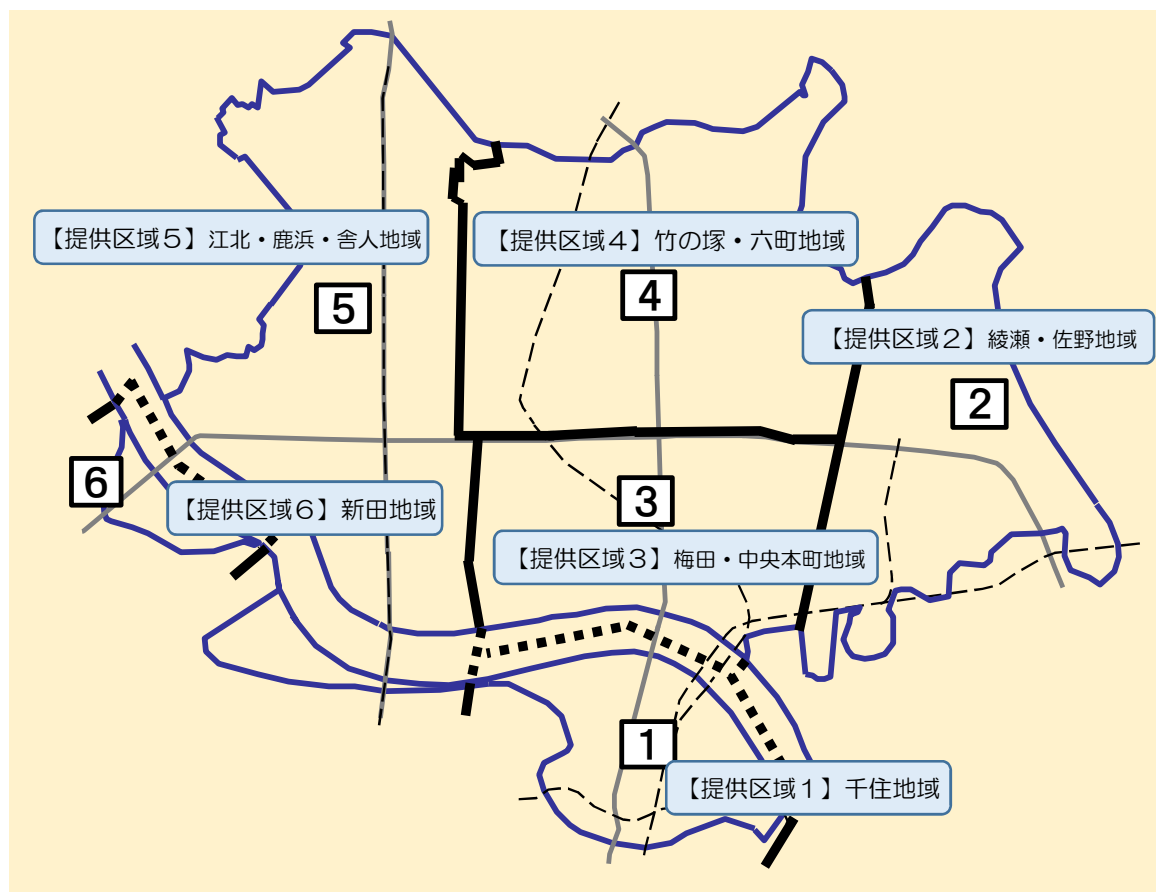 【提供区域5】江北・鹿浜・舎人地域
【提供区域4】竹の塚・六町地域
5
4
【提供区域2】綾瀬・佐野地域
2
6
【提供区域6】新田地域
3
【提供区域3】梅田・中央本町地域
1
【提供区域1】千住地域